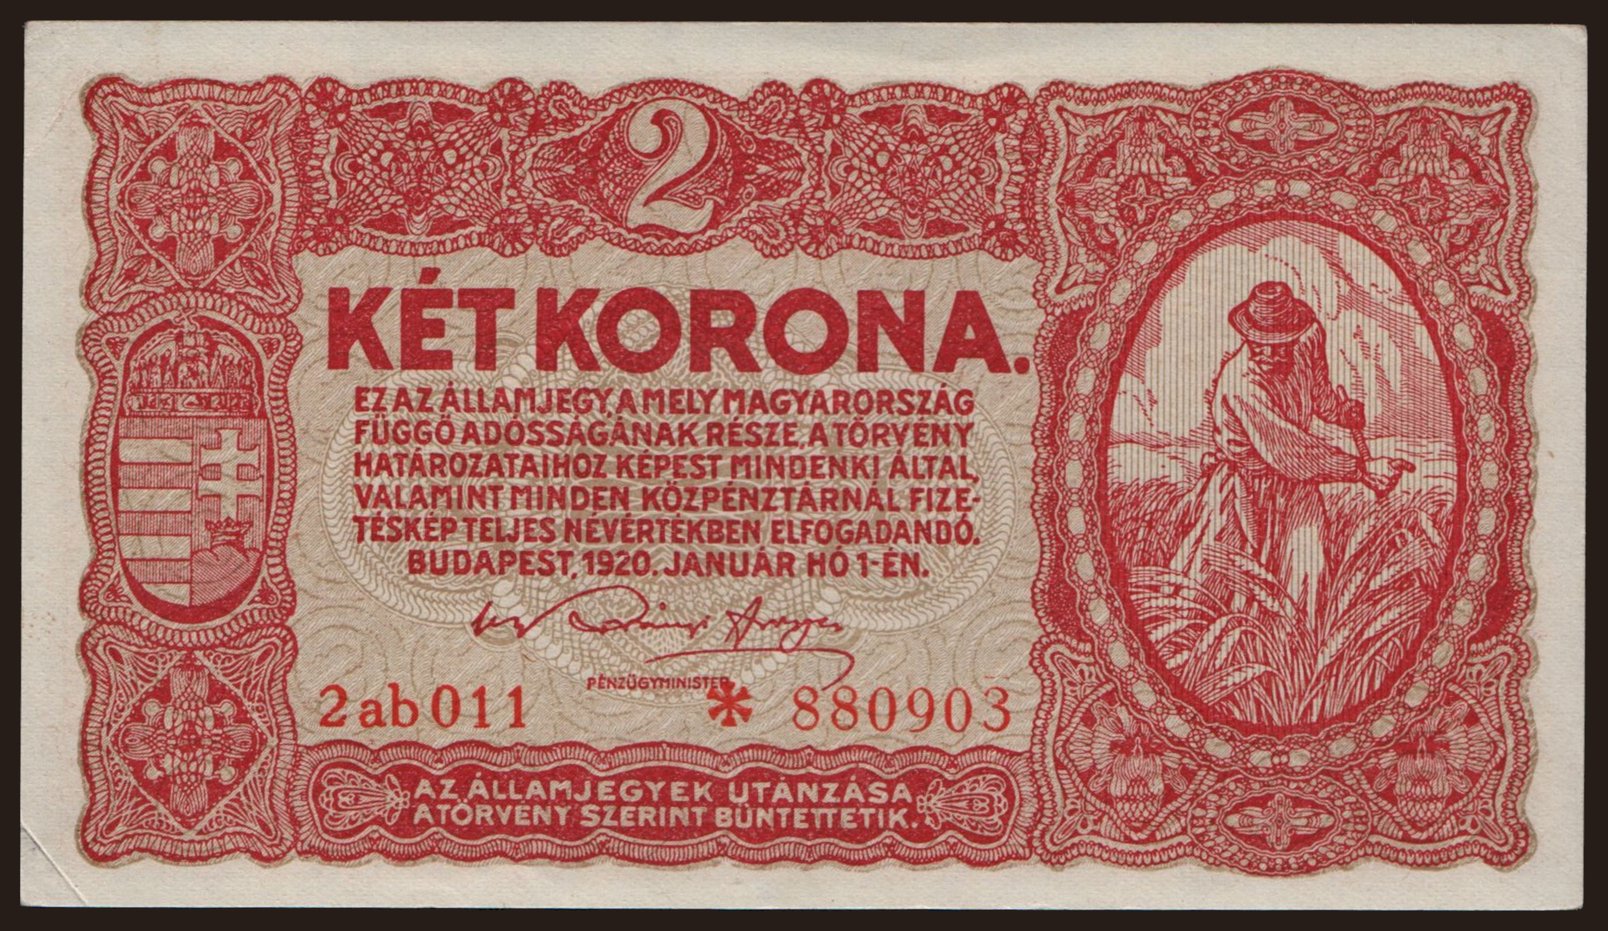 2
KÉT KORONA.
EZ AZ ÁLLAMJEGY, A MELY MAGYARORSZÁG
FÜGGŐ ADÓSSÁGÁNAK RÉSZE, A TÖRVÉNY
HATÁROZATAIHOZ KÉPEST MINDENKI ÁLTAL,
VALAMINT MINDEN KÖZPÉNZTÁRNÁL FIZE-
TÉSKÉP TELJES NÉVÉRTÉKBEN ELFOGADANDÓ.
BUDAPEST, 1920. JANUÁR HÓ 1-ÉN.
PÉNZÜGYMINISTER
2ab011 * 880903
AZ ÁLLAMJEGYEK UTÁNZÁSA
A TÖRVÉNY SZERINT BÜNTETTETIK.